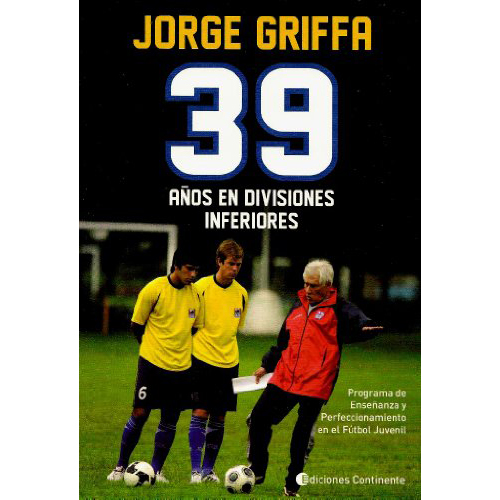 JORGE GRIFFA
39
AÑOS EN DIVISIONES
INFERIORES
6
Programa de
Enseñanza y
Perfeccionamiento
en el Fútbol Juvenil
Ediciones Continente